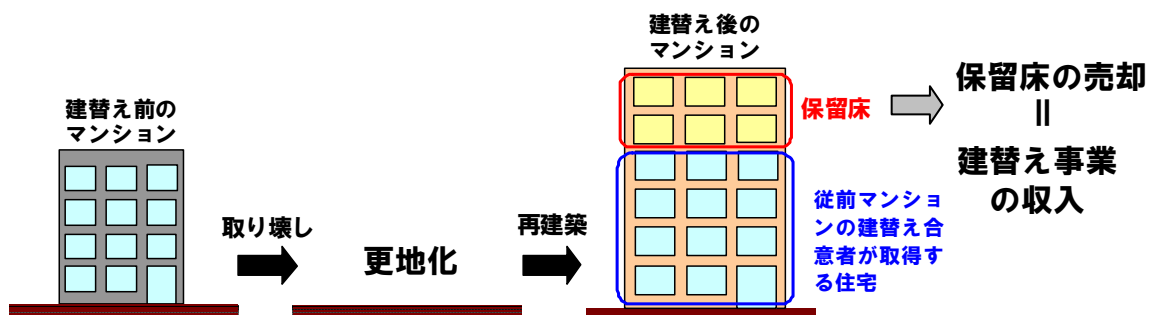 建替え前の
マンション
取り壊し
更地化
再建築
建替え後の
マンション
保留床
従前マンショ
ンの建替え合
意者が取得す
る住宅
保留床の売却
＝
建替え事業
の収入